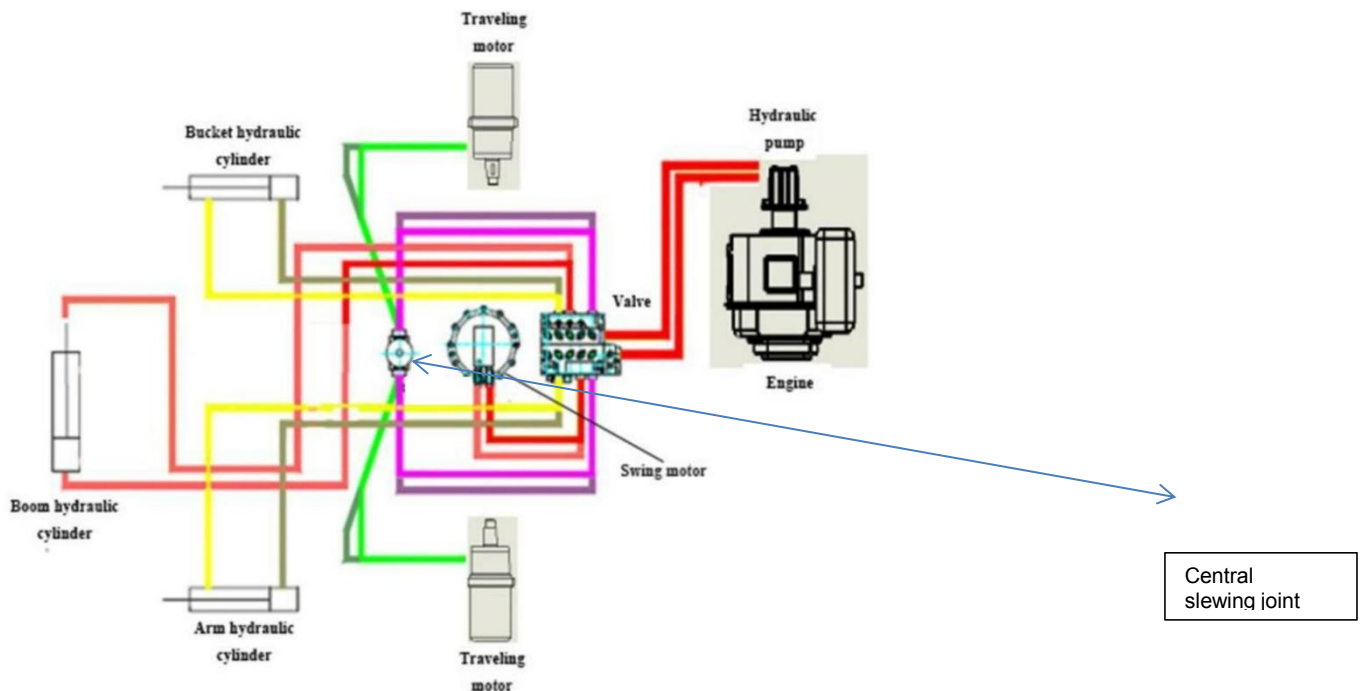 Traveling
motor
Bucket hydraulic
cylinder
Hydraulic
pump
Valve
Engine
Swing motor
Boom hydraulic
cylinder
Central
slewing joint
Arm hydraulic
cylinder
Traveling
motor